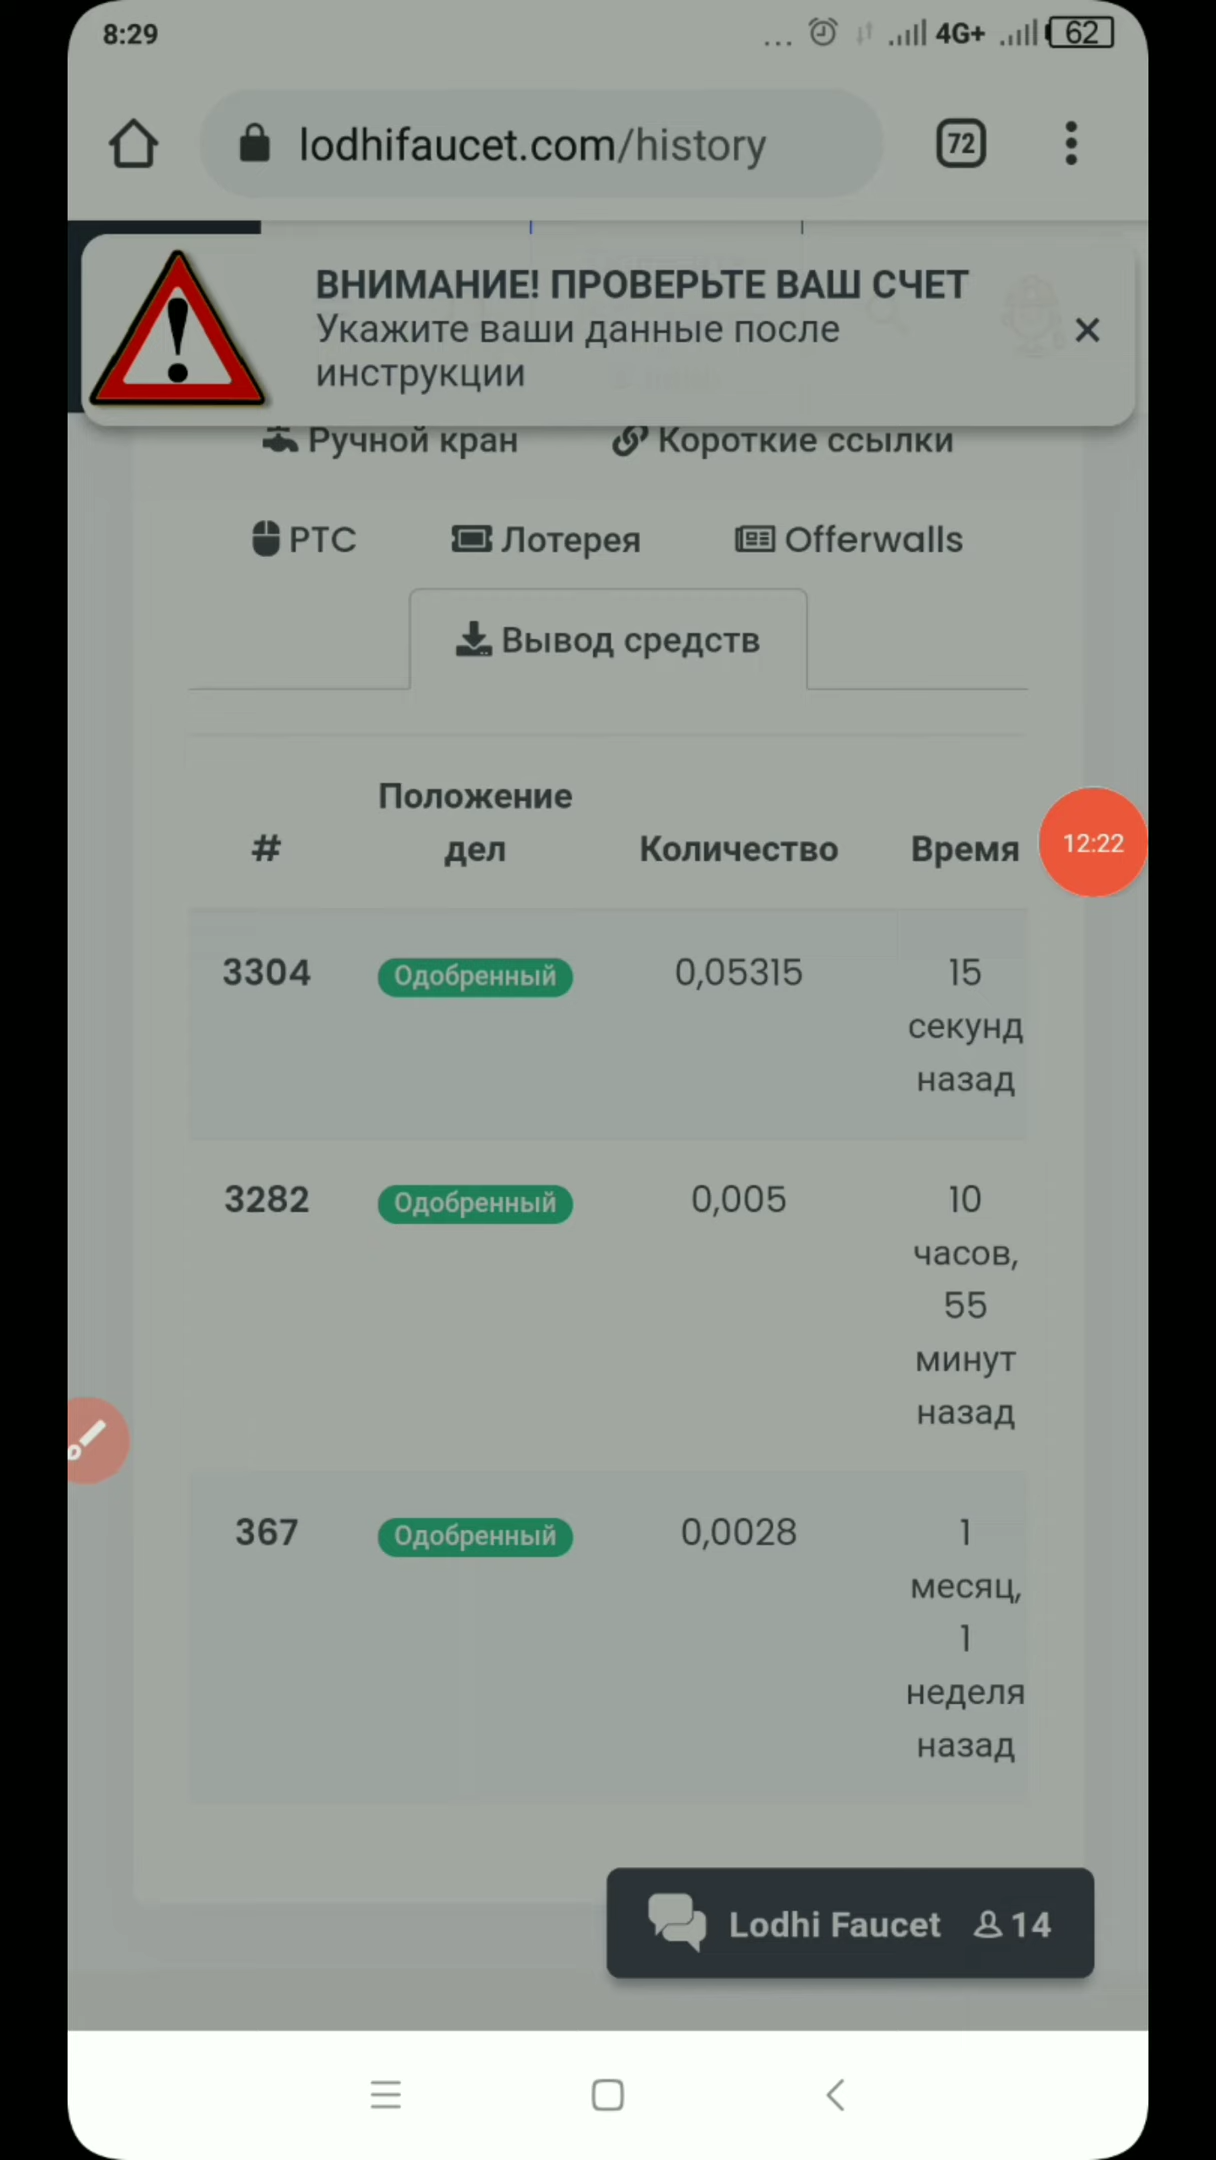 8:29
... 4G+ 62
lodhifaucet.com/history
72
ВНИМАНИЕ! ПРОВЕРЬТЕ ВАШ СЧЕТ
Укажите ваши данные после
инструкции
Ручной кран Короткие ссылки
PTC Лотерея Offerwalls
Вывод средств
# Положение дел Количество Время
12:22
3304 Одобренный 0,05315 15
секунд
назад
3282 Одобренный 0,005 10
часов,
55
минут
назад
367 Одобренный 0,0028 1
месяц,
1
неделя
назад
Lodhi Faucet 14